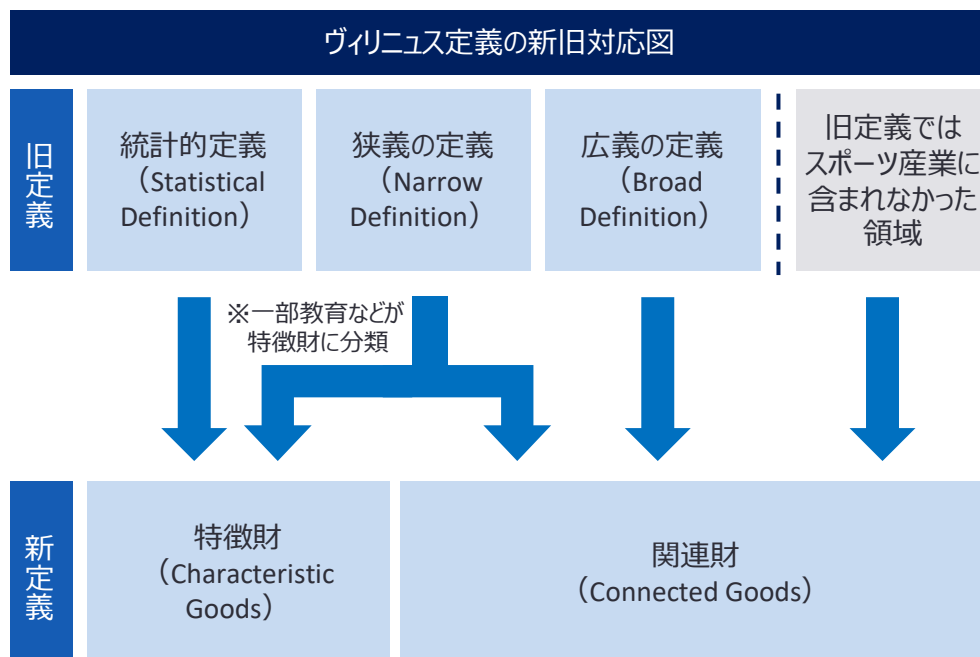 ヴィリニュス定義の新旧対応図
旧定義
統計的定義
（Statistical
Definition）
狭義の定義
（Narrow
Definition）
広義の定義
（Broad
Definition）
旧定義では
スポーツ産業に
含まれなかった
領域
※一部教育などが
特徴財に分類
新定義
特徴財
（Characteristic
Goods）
関連財
（Connected Goods）